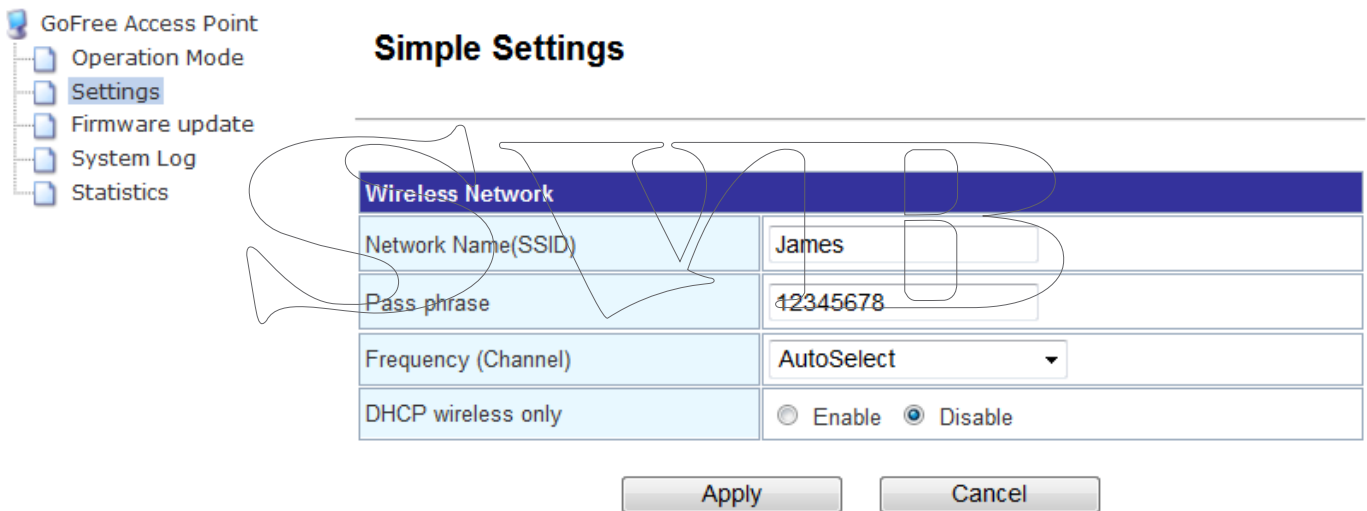 GoFree Access Point
Operation Mode
Settings
Firmware update
System Log
Statistics
Simple Settings
Wireless Network
Network Name(SSID) James
Pass phrase 12345678
Frequency (Channel) AutoSelect
DHCP wireless only Enable Disable
Apply Cancel